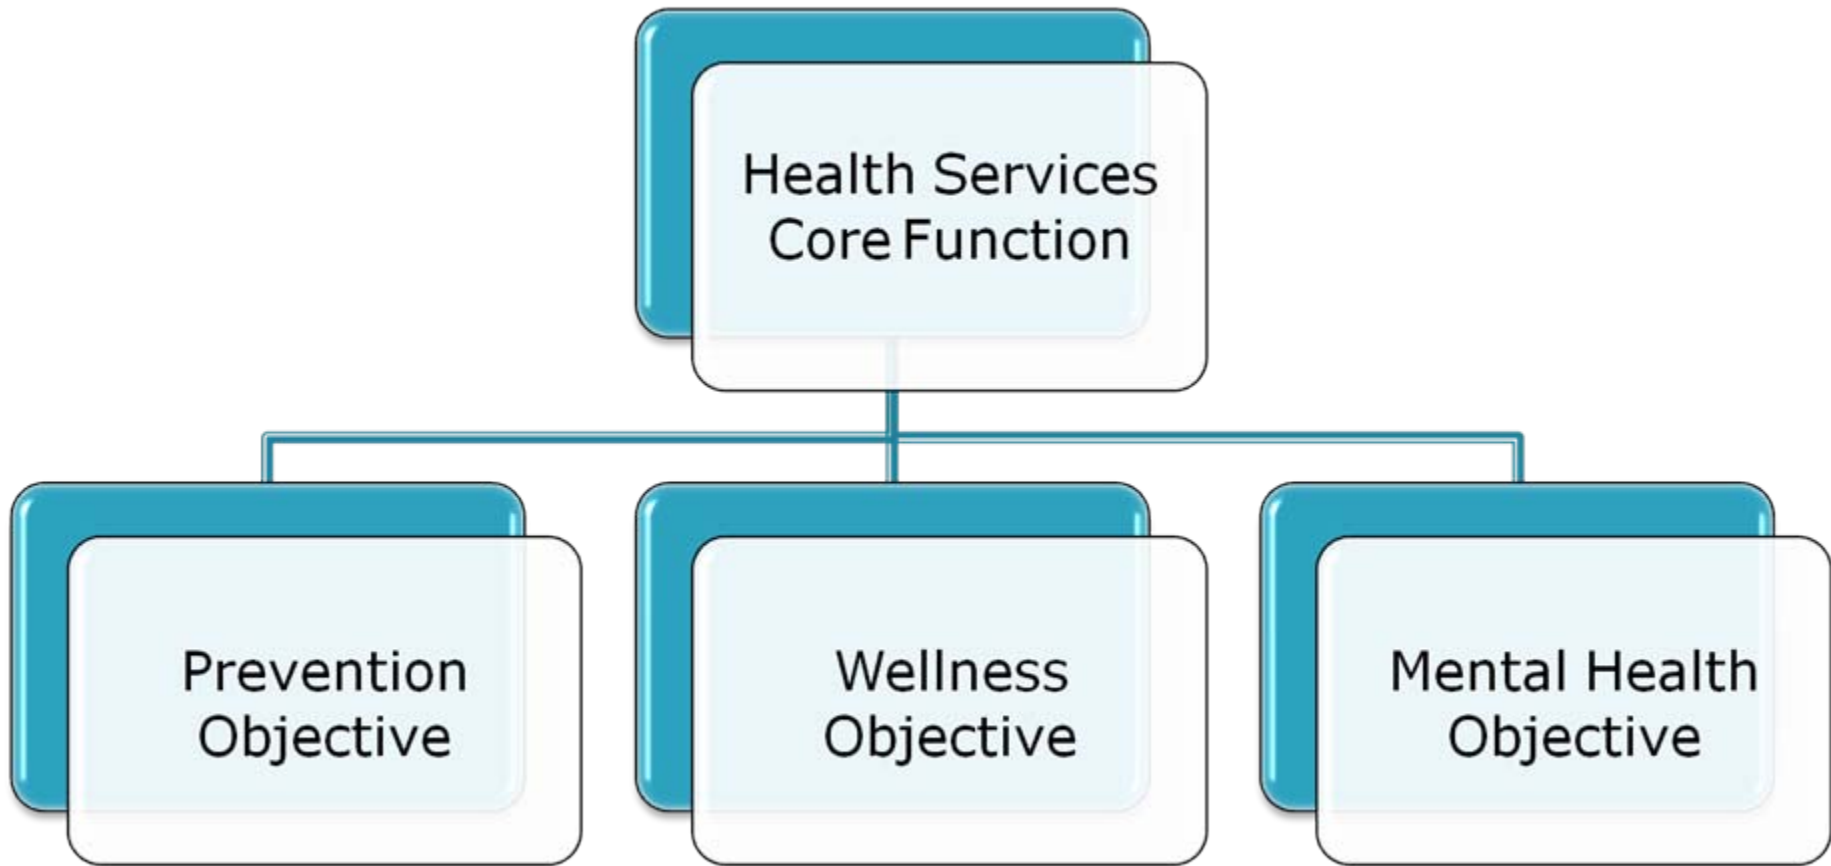 Health Services
Core Function
Prevention
Objective
Wellness
Objective
Mental Health
Objective